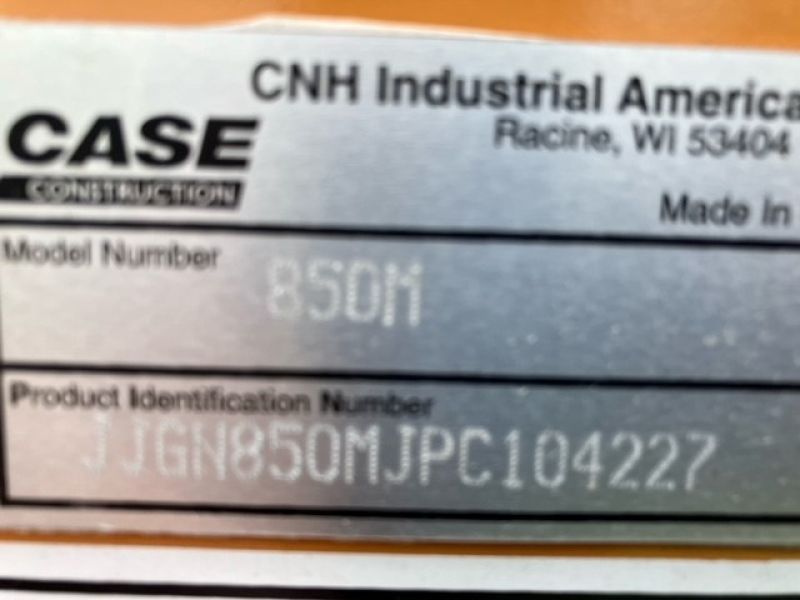 CNH Industrial America
Racine, WI 53404
CASE
CONSTRUCTION
Made in
Model Number
850M
Product Identification Number
JJGN850MJPC104227